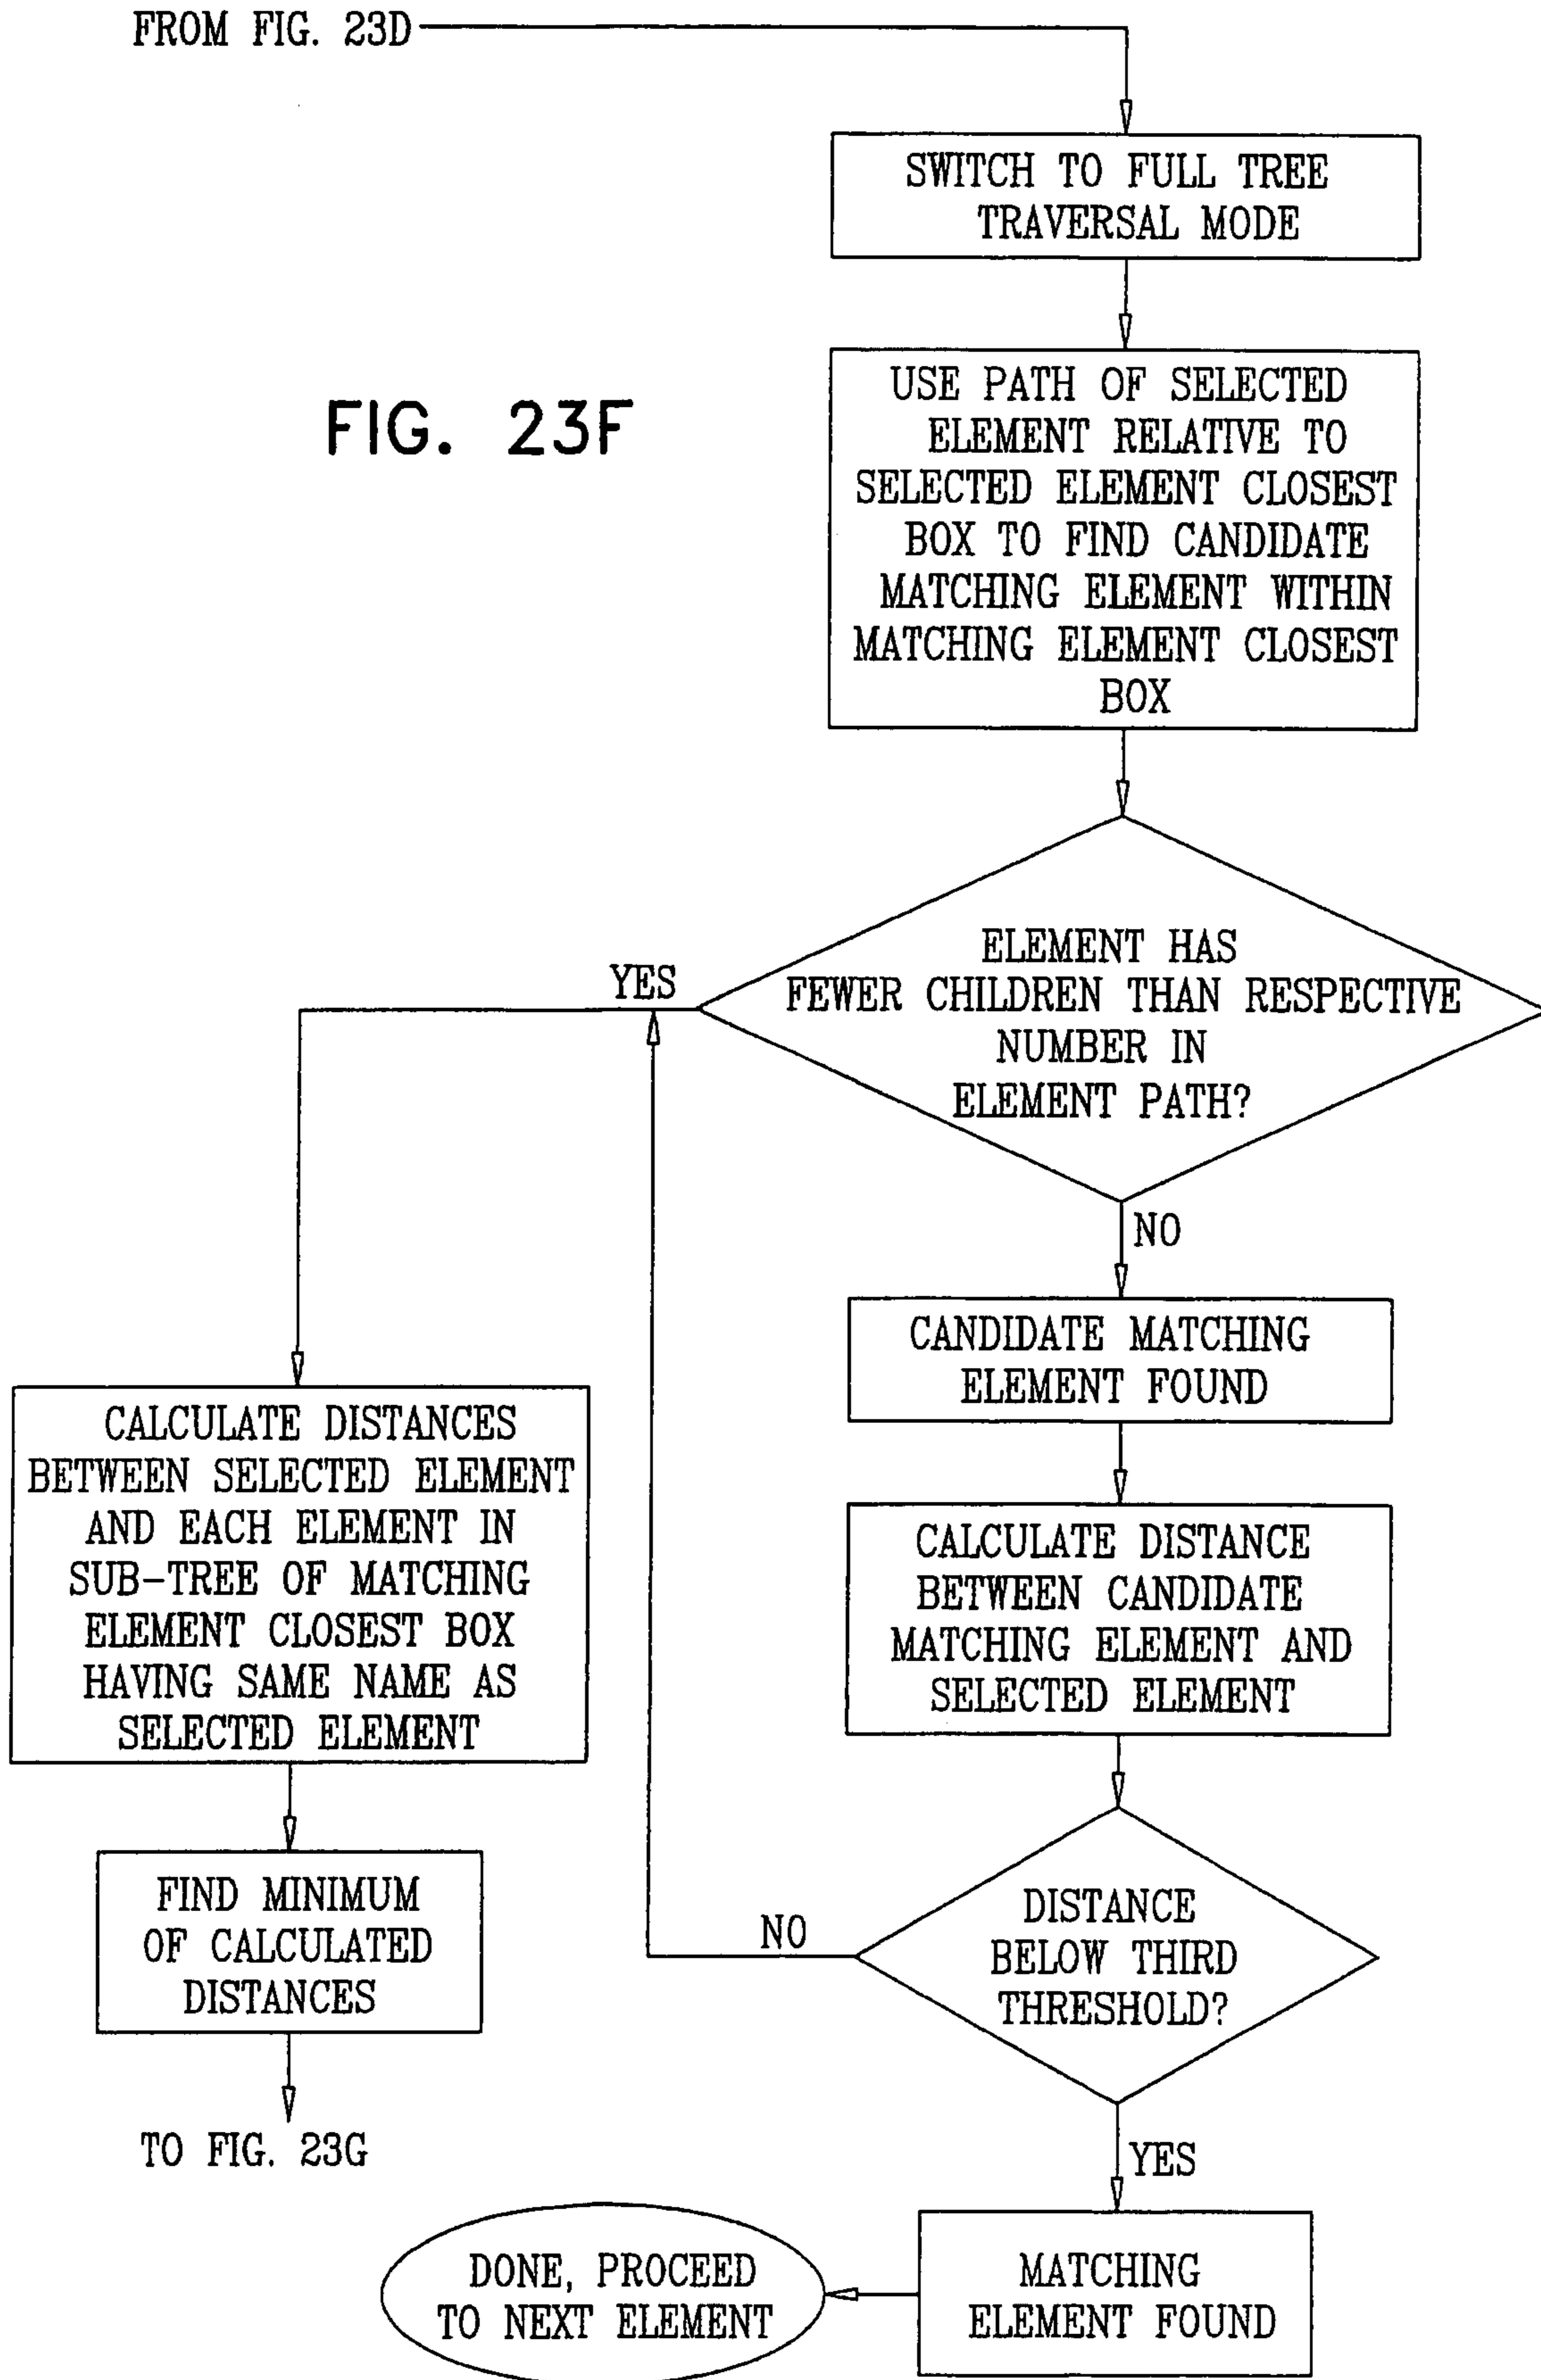 FROM FIG. 23D
SWITCH TO FULL TREE
TRAVERSAL MODE
FIG. 23F
USE PATH OF SELECTED
ELEMENT RELATIVE TO
SELECTED ELEMENT CLOSEST
BOX TO FIND CANDIDATE
MATCHING ELEMENT WITHIN
MATCHING ELEMENT CLOSEST
BOX
ELEMENT HAS
FEWER CHILDREN THAN RESPECTIVE
NUMBER IN
ELEMENT PATH?
YES
NO
CANDIDATE MATCHING
ELEMENT FOUND
CALCULATE DISTANCES
BETWEEN SELECTED ELEMENT
AND EACH ELEMENT IN
SUB-TREE OF MATCHING
ELEMENT CLOSEST BOX
HAVING SAME NAME AS
SELECTED ELEMENT
CALCULATE DISTANCE
BETWEEN CANDIDATE
MATCHING ELEMENT AND
SELECTED ELEMENT
FIND MINIMUM
OF CALCULATED
DISTANCES
NO
DISTANCE
BELOW THIRD
THRESHOLD?
TO FIG. 23G
YES
DONE, PROCEED
TO NEXT ELEMENT
MATCHING
ELEMENT FOUND